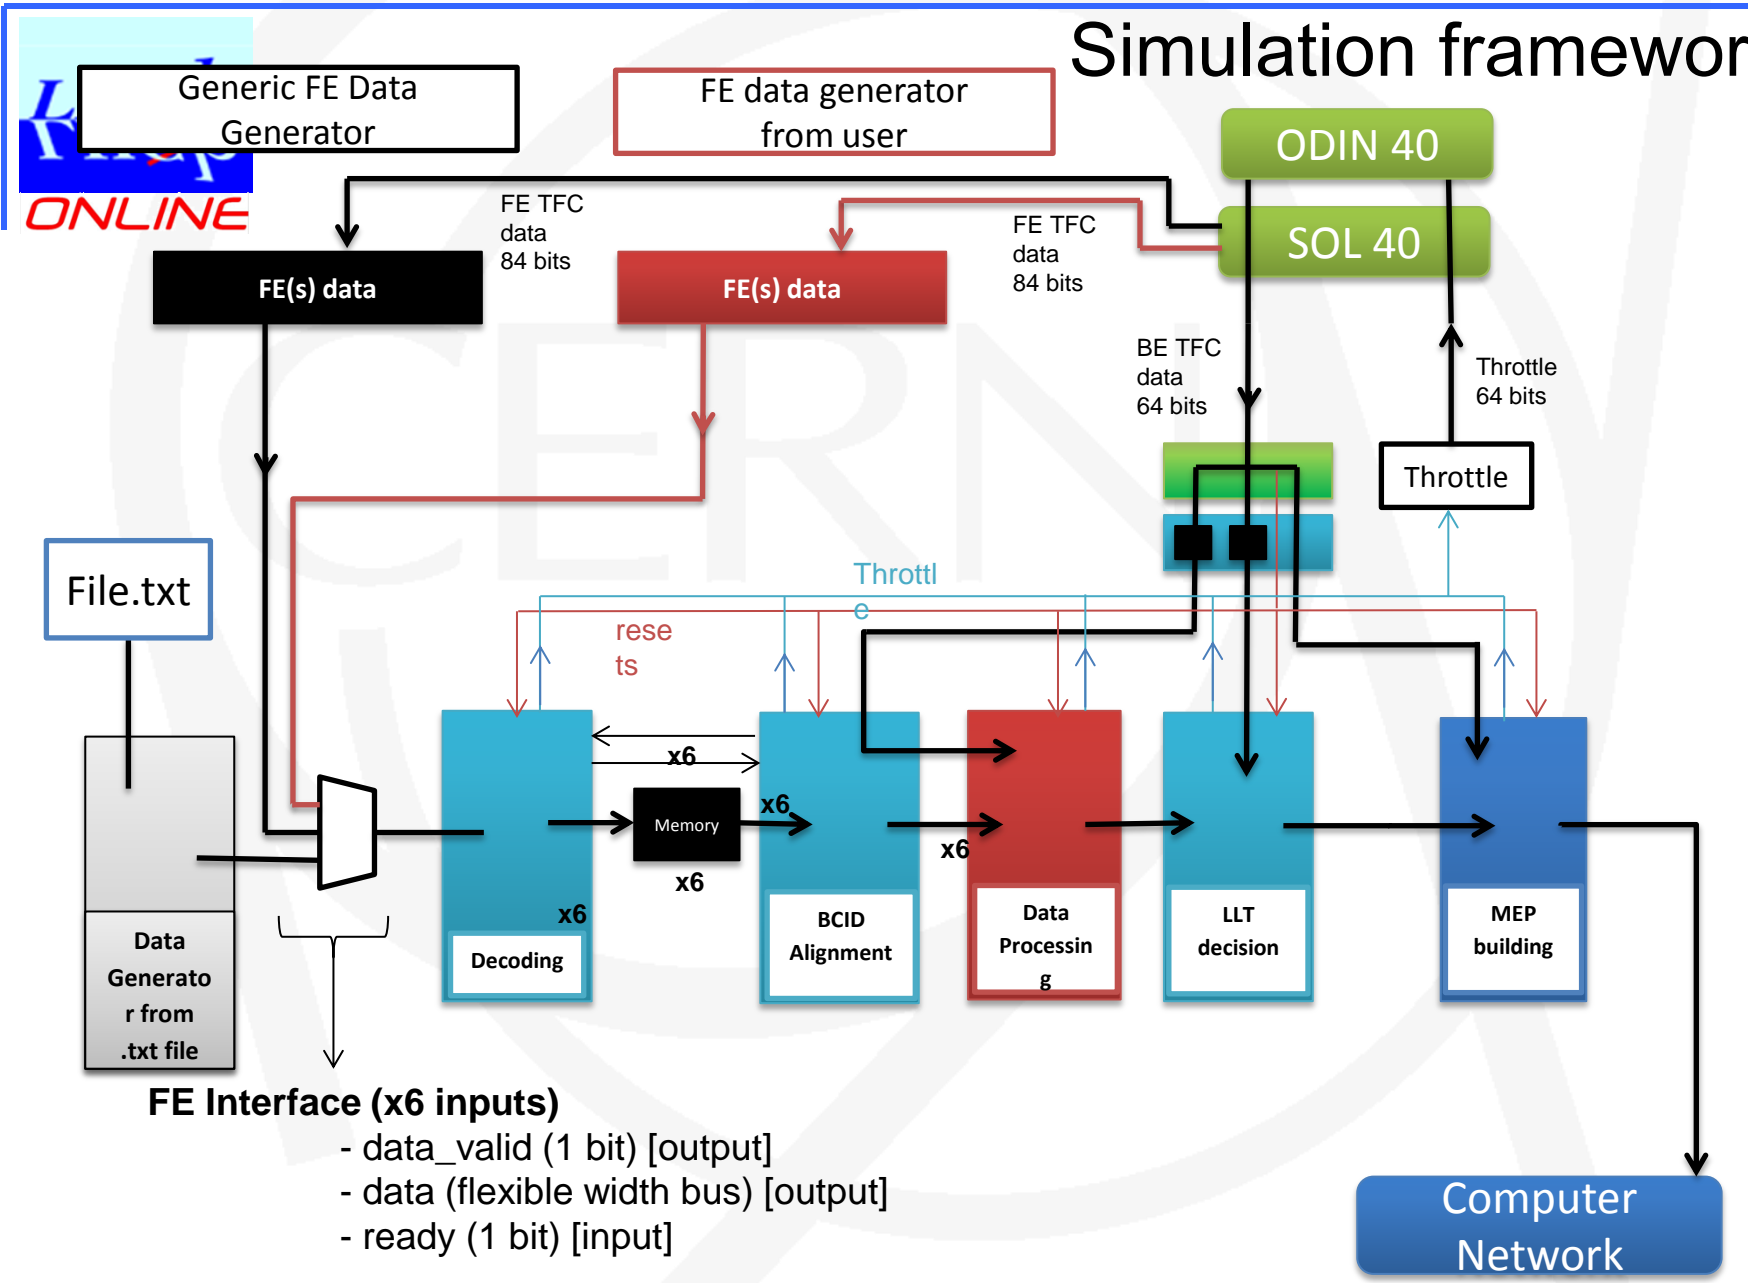 Simulation framewor
Generic FE Data
Generator
FE data generator
from user
ODIN 40
ONLINE
FE TFC
data
84 bits
FE TFC
data
84 bits
SOL 40
FE(s) data
FE(s) data
BE TFC
data
64 bits
Throttle
64 bits
Throttle
File.txt
Throttl
e
rese
ts
x6
Memory
x6
x6
x6
x6
Decoding
BCID
Alignment
Data
Processin
g
LLT
decision
MEP
building
Data
Generato
r from
.txt file
FE Interface (x6 inputs)
- data_valid (1 bit) [output]
- data (flexible width bus) [output]
- ready (1 bit) [input]
Computer
Network
CERN